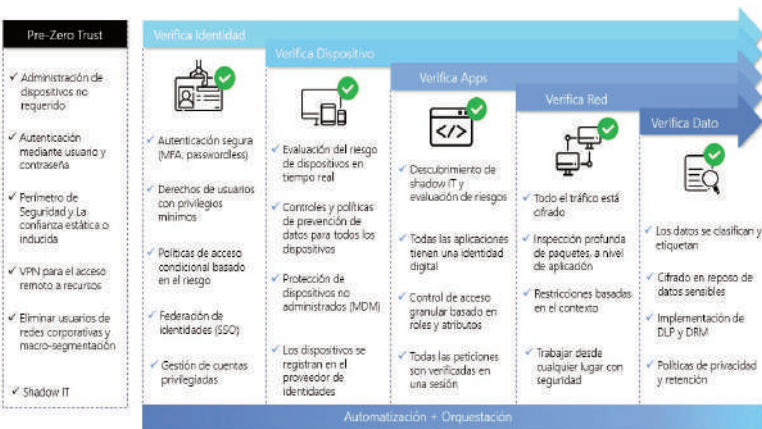 Pre-Zero Trust
✓ Administración de
dispositivos no
requerido
✓ Autenticación
mediante usuario y
contraseña
✓ Perímetro de
Seguridad y La
confianza estática o
inducida
✓ VPN para el acceso
remoto a recursos
✓ Eliminar usuarios de
redes corporativas y
macro-segmentación
✓ Shadow IT
Verifica Identidad
✓ Autenticación segura
(MFA, passwordless)
✓ Derechos de usuarios
con privilegios
mínimos
✓ Políticas de acceso
condicional basado
en el riesgo
✓ Federación de
identidades (SSO)
✓ Gestión de cuentas
privilegiadas
Verifica Dispositivo
✓ Evaluación del riesgo
de dispositivos en
tiempo real
✓ Controles y políticas
de prevención de
datos para todos los
dispositivos
✓ Protección de
dispositivos no
administrados (MDM)
✓ Los dispositivos se
registran en el
proveedor de
identidades
Verifica Apps
</>
✓ Descubrimiento de
shadow IT y
evaluación de riesgos
✓ Todas las aplicaciones
tienen una identidad
digital
✓ Control de acceso
granular basado en
roles y atributos
✓ Todas las peticiones
son verificadas en
una sesión
Verifica Red
✓ Todo el tráfico está
cifrado
✓ Inspección profunda
de paquetes, a nivel
de aplicación
✓ Restricciones basadas
en el contexto
✓ Trabajar desde
cualquier lugar con
seguridad
Verifica Dato
✓ Los datos se clasifican y
etiquetan
✓ Cifrado en reposo de
datos sensibles
✓ Implementación de
DLP y DRM
✓ Políticas de privacidad
y retención
Automatización + Orquestación